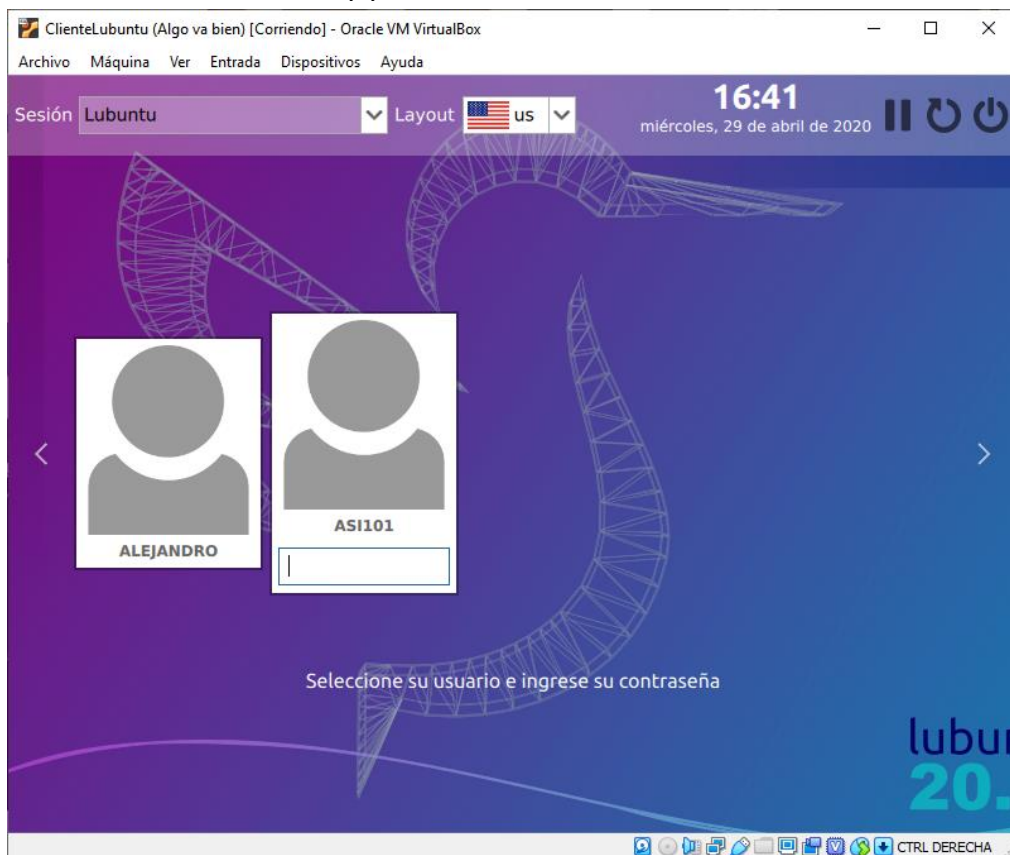 ClienteLubuntu (Algo va bien) [Corriendo] - Oracle VM VirtualBox
Archivo Máquina Ver Entrada Dispositivos Ayuda
Sesión Lubuntu Layout us
16:41
miércoles, 29 de abril de 2020
ALEJANDRO
ASI101
Seleccione su usuario e ingrese su contraseña
lubu
20.
CTRL DERECHA